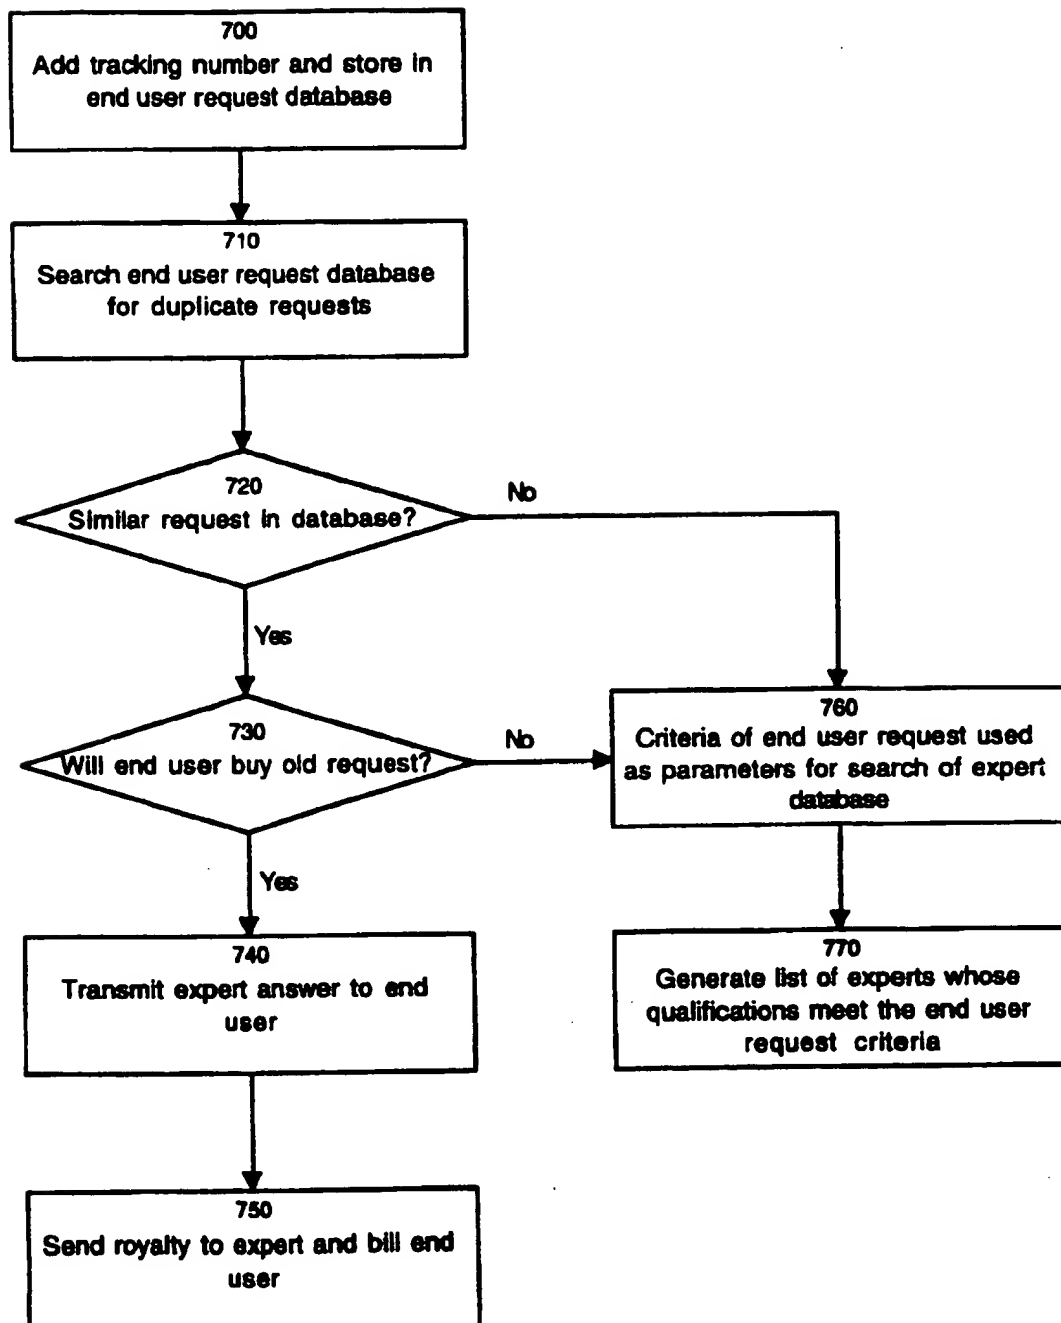 700
Add tracking number and store in
end user request database
710
Search end user request database
for duplicate requests
720
Similar request in database?
No
Yes
730
Will end user buy old request?
No
Yes
760
Criteria of end user request used
as parameters for search of expert
database
740
Transmit expert answer to end
user
770
Generate list of experts whose
qualifications meet the end user
request criteria
750
Send royalty to expert and bill end
user